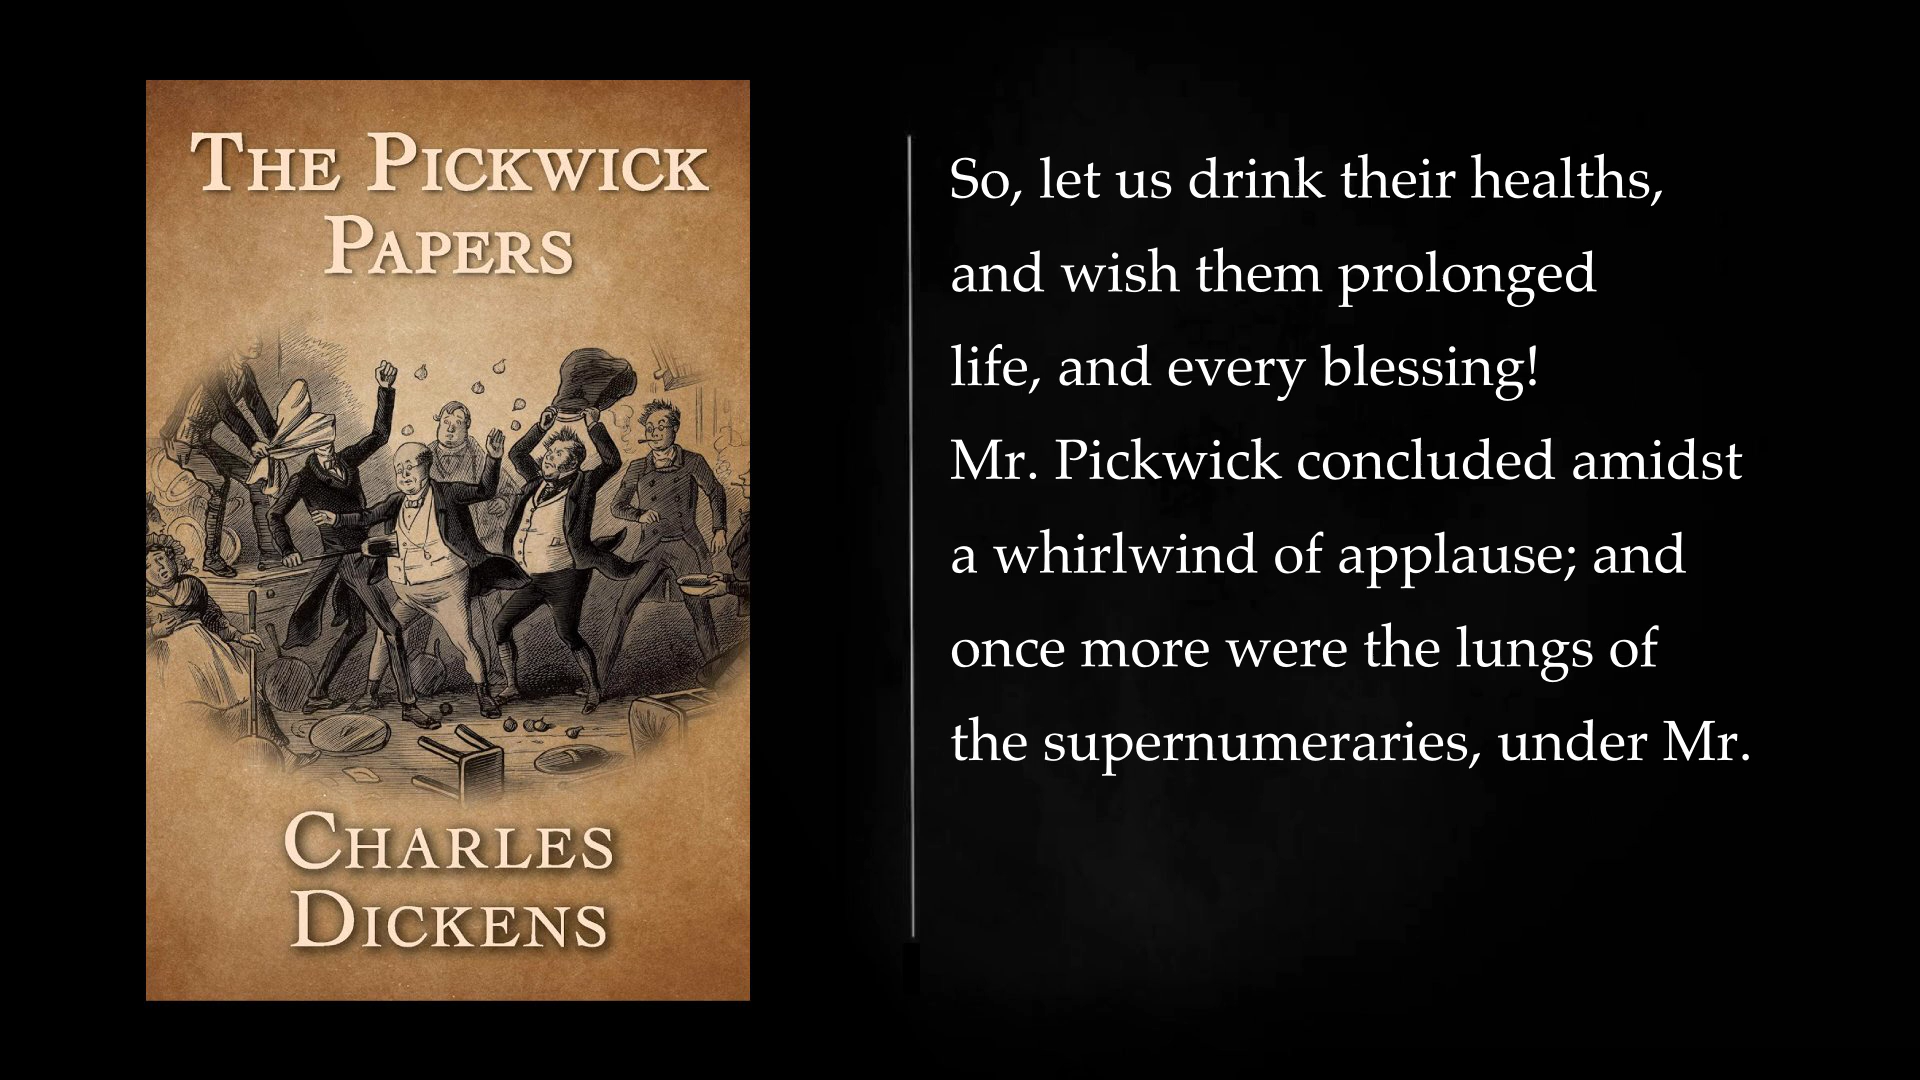 The Pickwick
Papers
Charles
Dickens
So, let us drink their healths,
and wish them prolonged
life, and every blessing!
Mr. Pickwick concluded amidst
a whirlwind of applause; and
once more were the lungs of
the supernumeraries, under Mr.